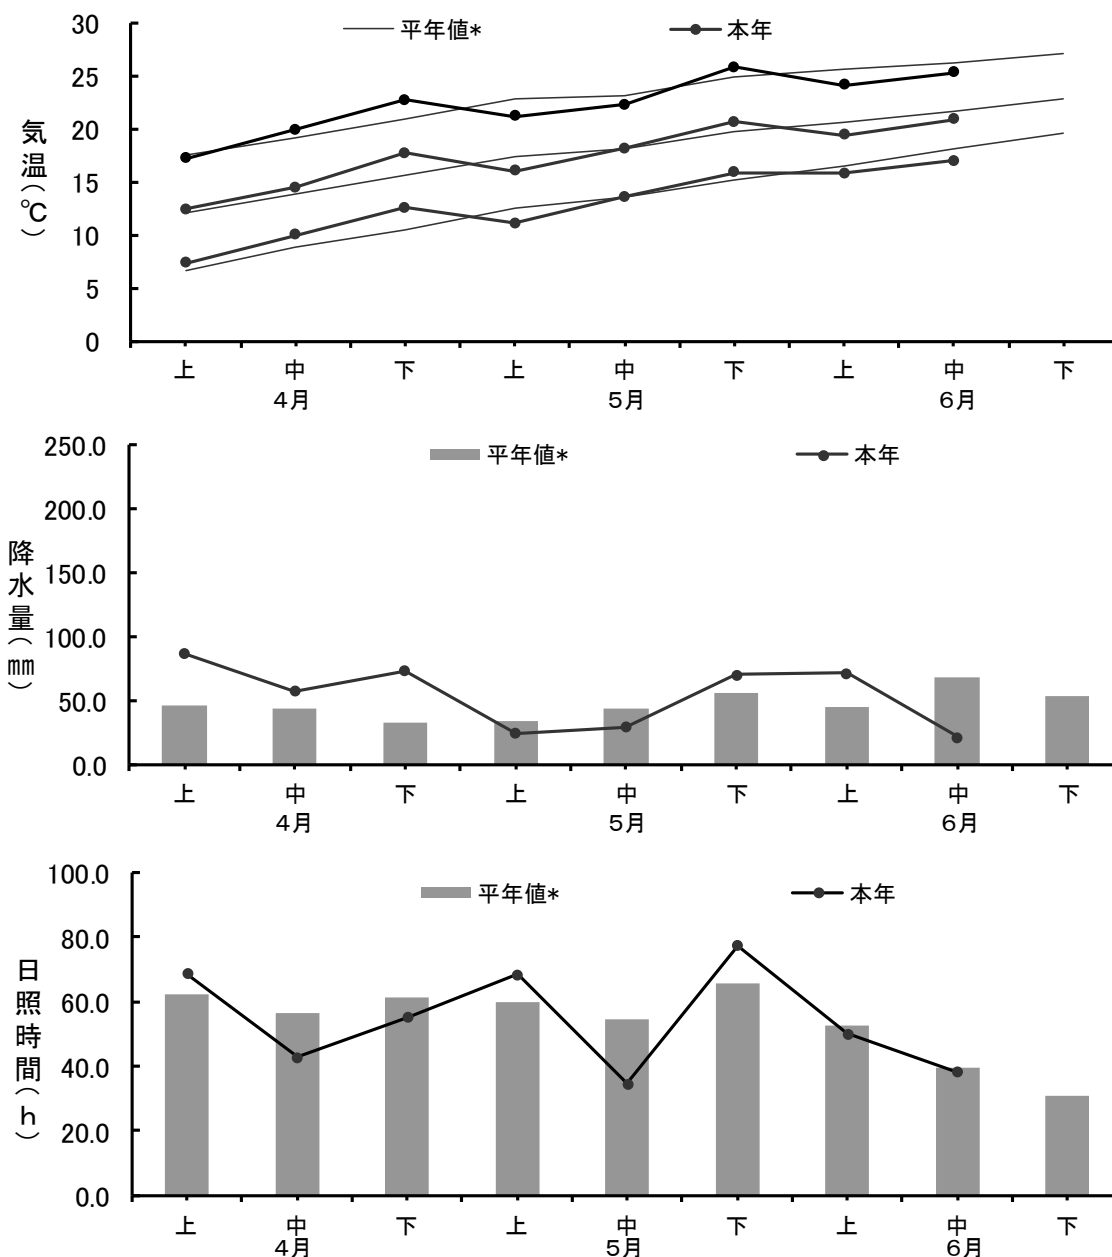 平年値* 本年
気温(℃)
30
25
20
15
10
5
0
上 中 下 上 中 下 上 中 下
4月 5月 6月
平年値* 本年
降水量(㎜)
250.0
200.0
150.0
100.0
50.0
0.0
上 中 下 上 中 下 上 中 下
4月 5月 6月
平年値* 本年
日照時間(h)
100.0
80.0
60.0
40.0
20.0
0.0
上 中 下 上 中 下 上 中 下
4月 5月 6月